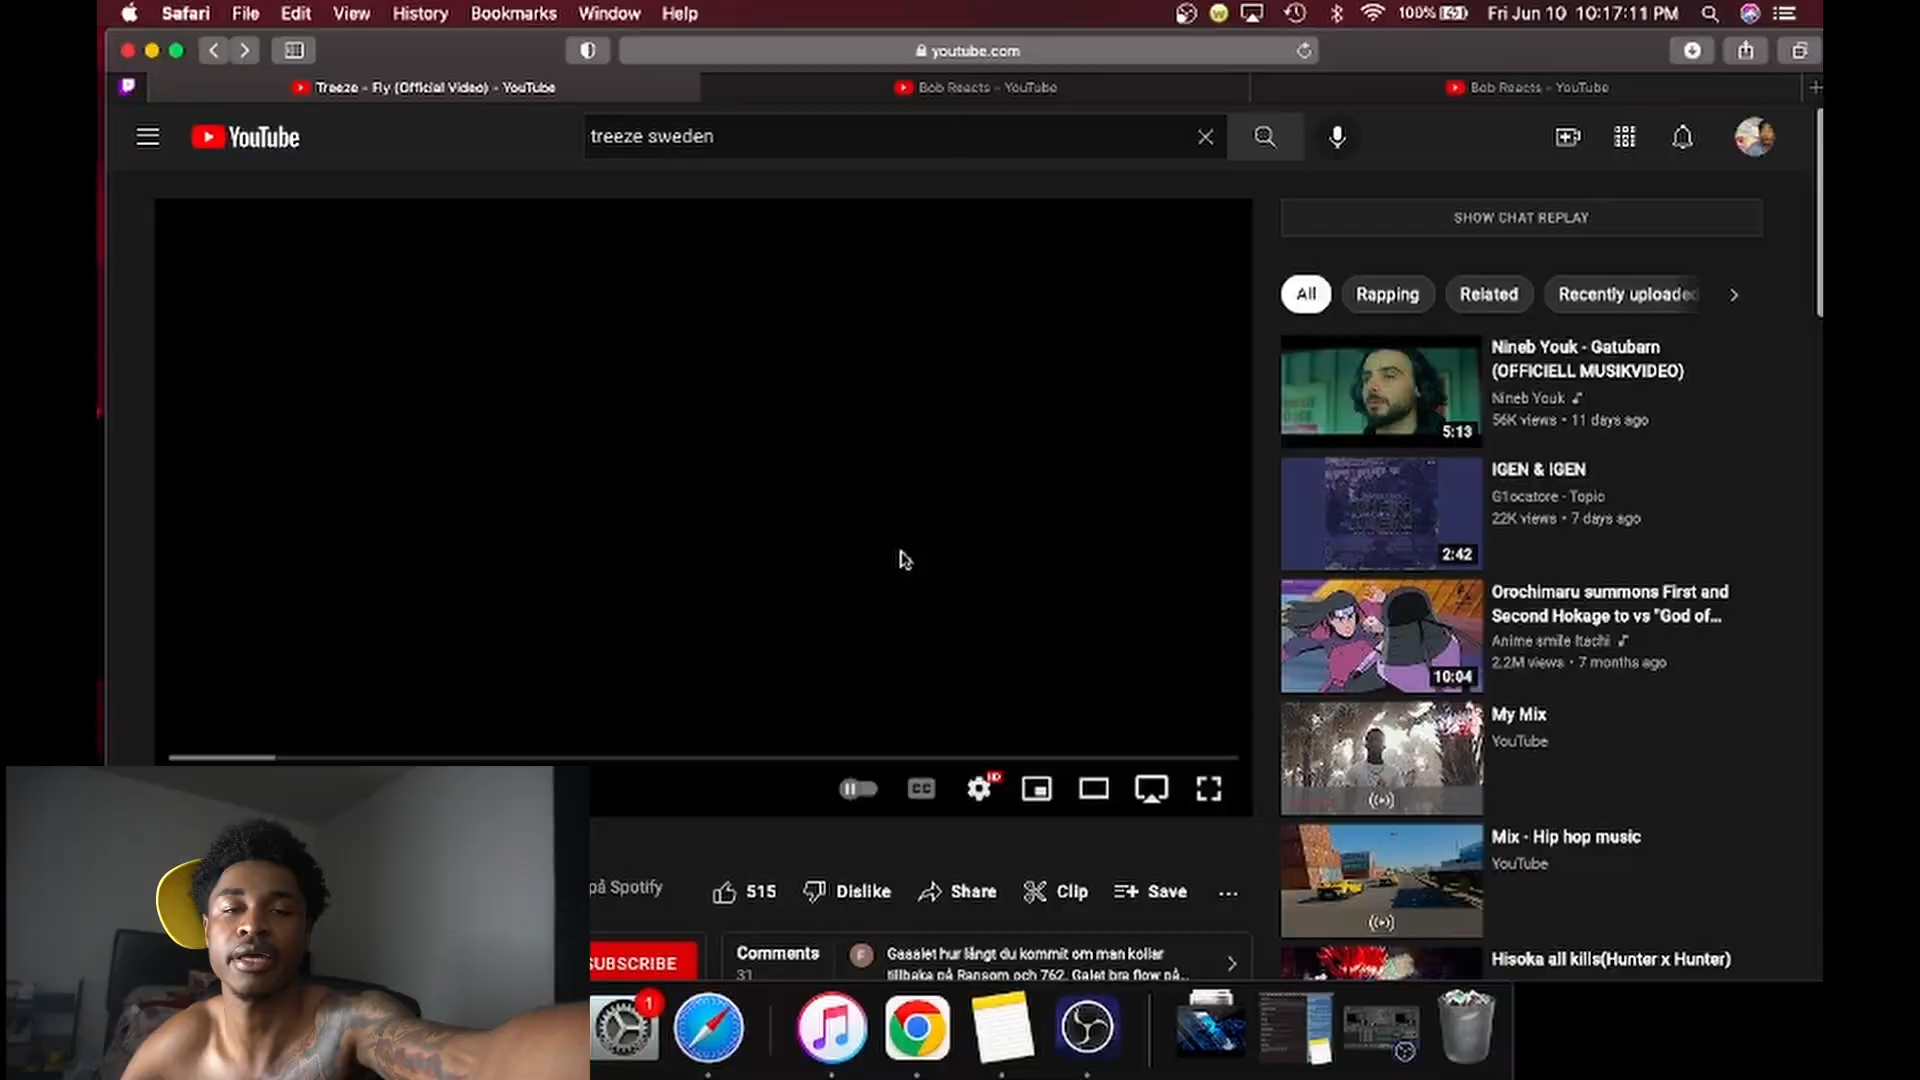 Safari File Edit View History Bookmarks Window Help
100% Fri Jun 10 10:17:11 PM
youtube.com
Treeze - Fly (Official Video) - YouTube
Bob Reacts - YouTube
Bob Reacts - YouTube
YouTube
treeze sweden
SHOW CHAT REPLAY
All Rapping Related Recently uploaded
Nineb Youk - Gatubarn
(OFFICIELL MUSIKVIDEO)
Nineb Youk
56K views • 11 days ago
5:13
IGEN & IGEN
G1ocatore - Topic
22K views • 7 days ago
2:42
Orochimaru summons First and
Second Hokage to vs "God of...
Anime smile Itachi
2.2M views • 7 months ago
10:04
My Mix
YouTube
Mix - Hip hop music
YouTube
Hisoka all kills(Hunter x Hunter)
CC HD
på Spotify
515 Dislike Share Clip Save ...
SUBSCRIBE
Comments
31
F
Gasslet hur långt du kommit om man kollar
tillbaka på Ransom och 762. Galet bra flow på...
1